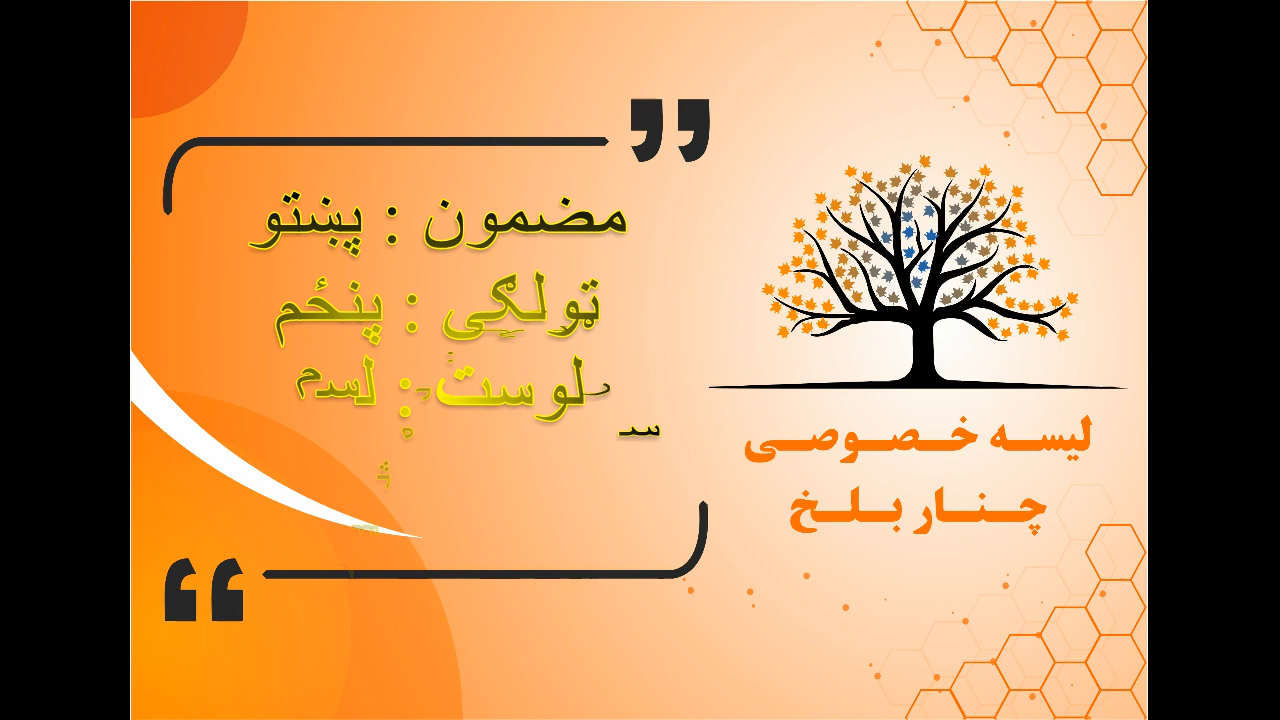 مضمون : پښتو
ټولګی : پنځم
لوست : لسم
لیسه خصوصی
چنار بلخ